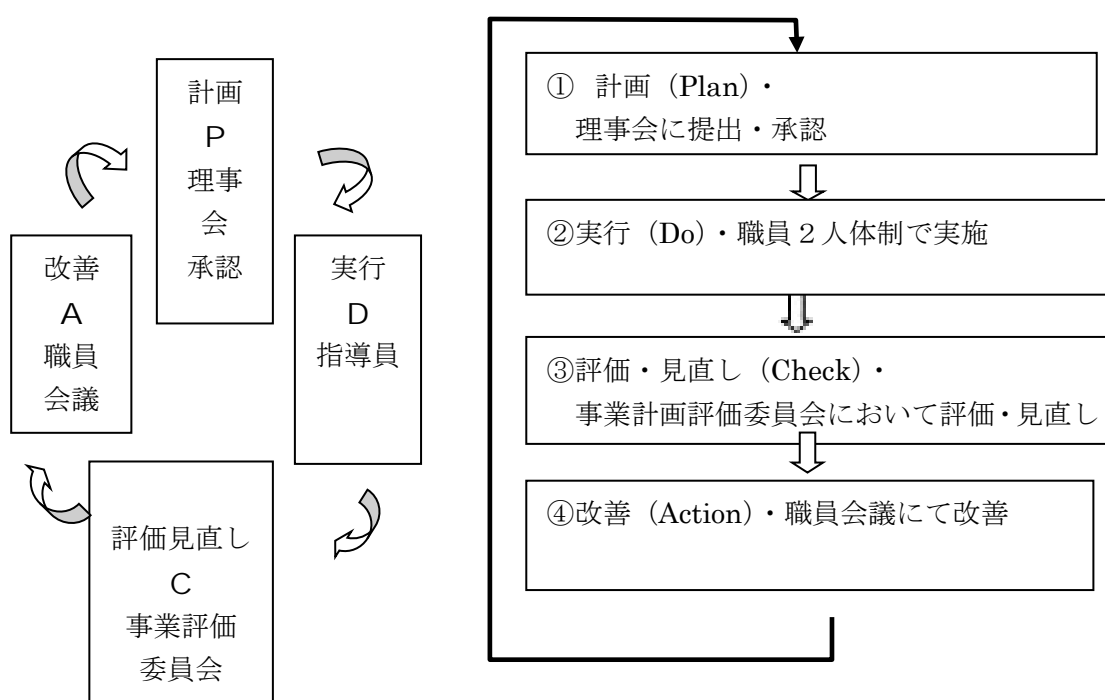 計画
P
理事
会
承認
改善
A
職員
会議
実行
D
指導員
評価見直し
C
事業評価
委員会
① 計画（Plan）・
理事会に提出・承認
②実行（Do）・職員２人体制で実施
③評価・見直し（Check）・
事業計画評価委員会において評価・見直し
④改善（Action）・職員会議にて改善